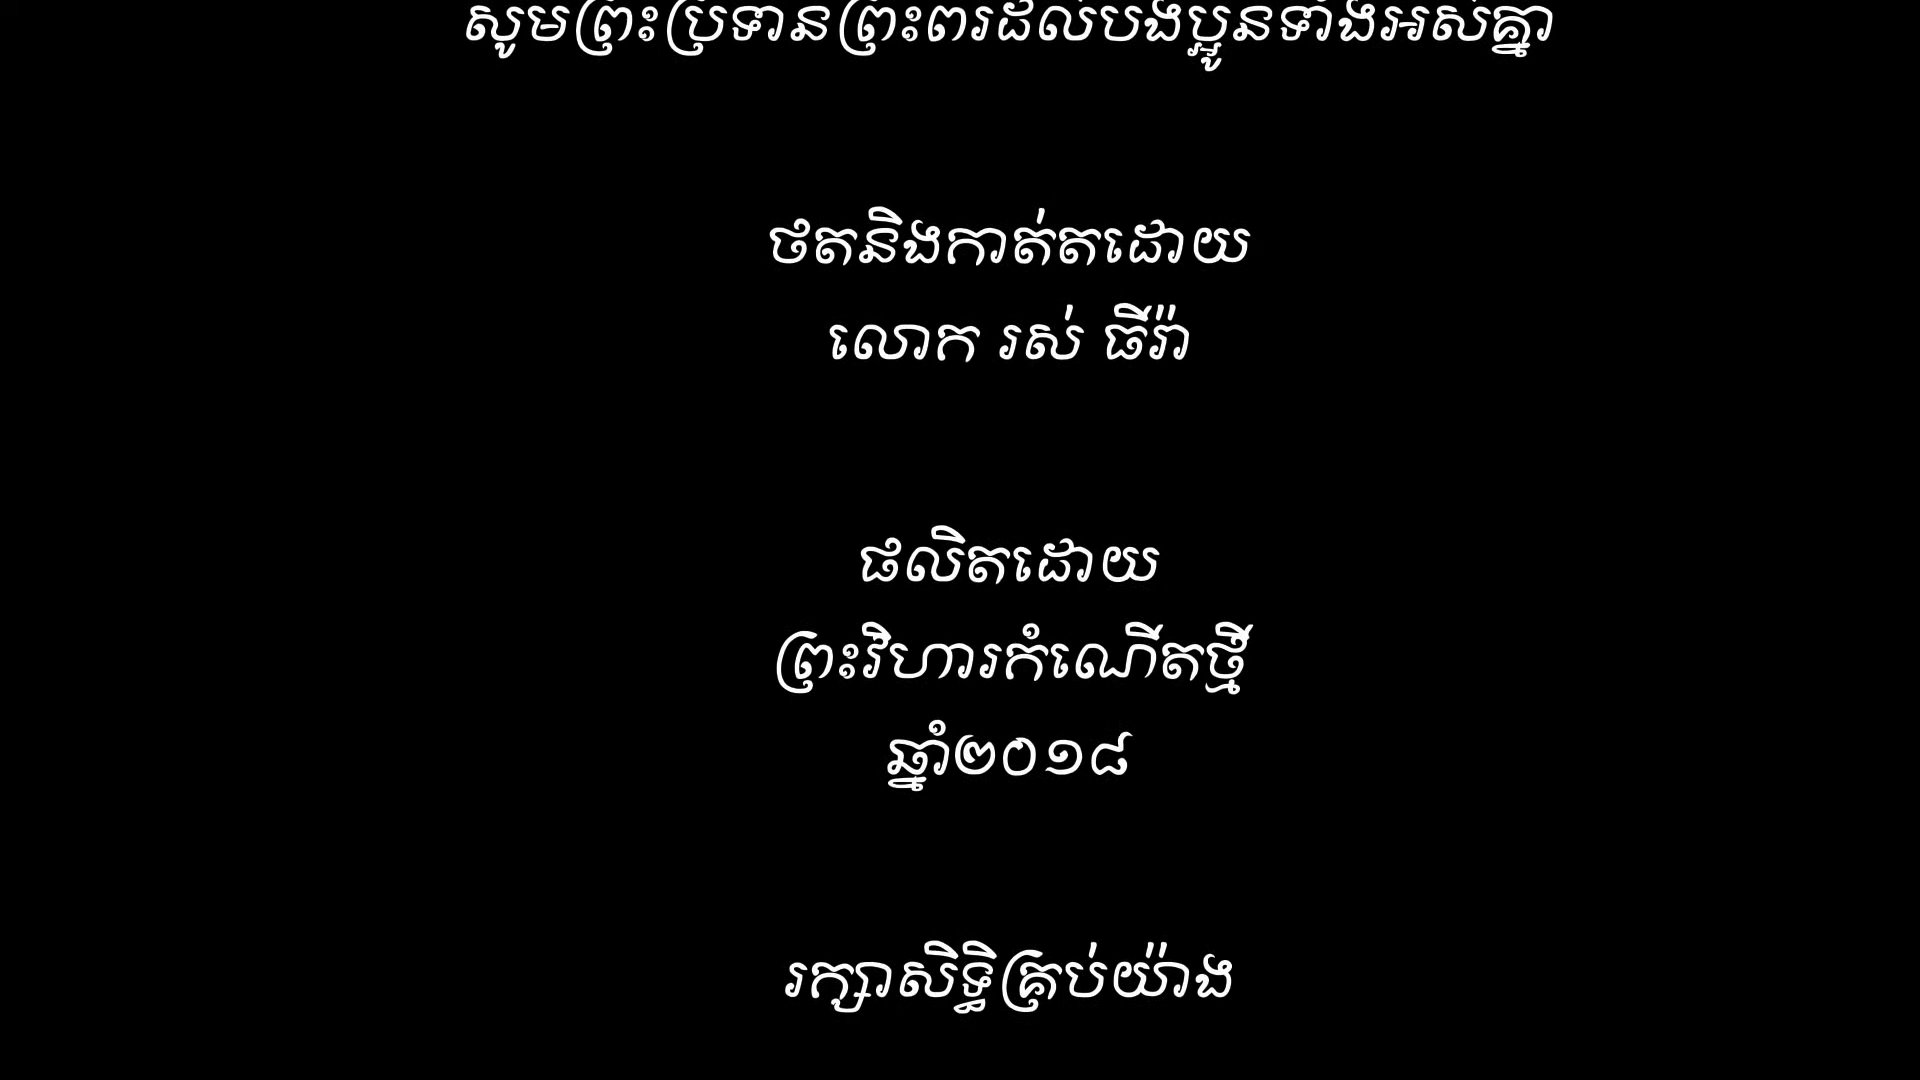 សូមព្រះប្រទានព្រះពរដល់បងប្អូនទាំងអស់គ្នា
ថតនិងកាត់តដោយ
លោក រស់ ធីរ៉ា
ផលិតដោយ
ព្រះវិហារកំណើតថ្មី
ឆ្នាំ២០១៨
រក្សាសិទ្ធិគ្រប់យ៉ាង